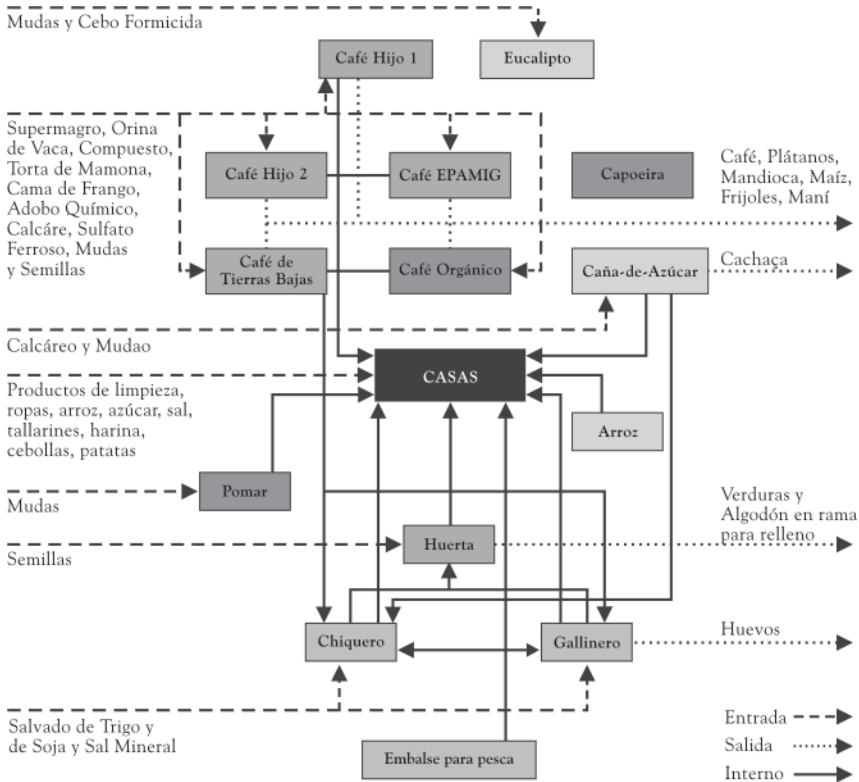 Mudas y Cebo Formicida
Café Hijo 1
Eucalipto
Supermagro, Orina
de Vaca, Compuesto,
Torta de Mamona,
Cama de Frango,
Adobo Químico,
Calcáre, Sulfato
Ferroso, Mudas
y Semillas
Café Hijo 2
Café EPAMIG
Capoeira
Café, Plátanos,
Mandioca, Maíz,
Frijoles, Maní
Café de
Tierras Bajas
Café Orgánico
Caña-de-Azúcar
Cachaça
Calcáreo y Mudao
CASAS
Productos de limpieza,
ropas, arroz, azúcar, sal,
tallarines, harina,
cebollas, patatas
Arroz
Pomar
Mudas
Verduras y
Algodón en rama
para relleno
Huerta
Semillas
Chiquero
Gallinero
Huevos
Salvado de Trigo y
de Soja y Sal Mineral
Embalse para pesca
Entrada
Salida
Interno